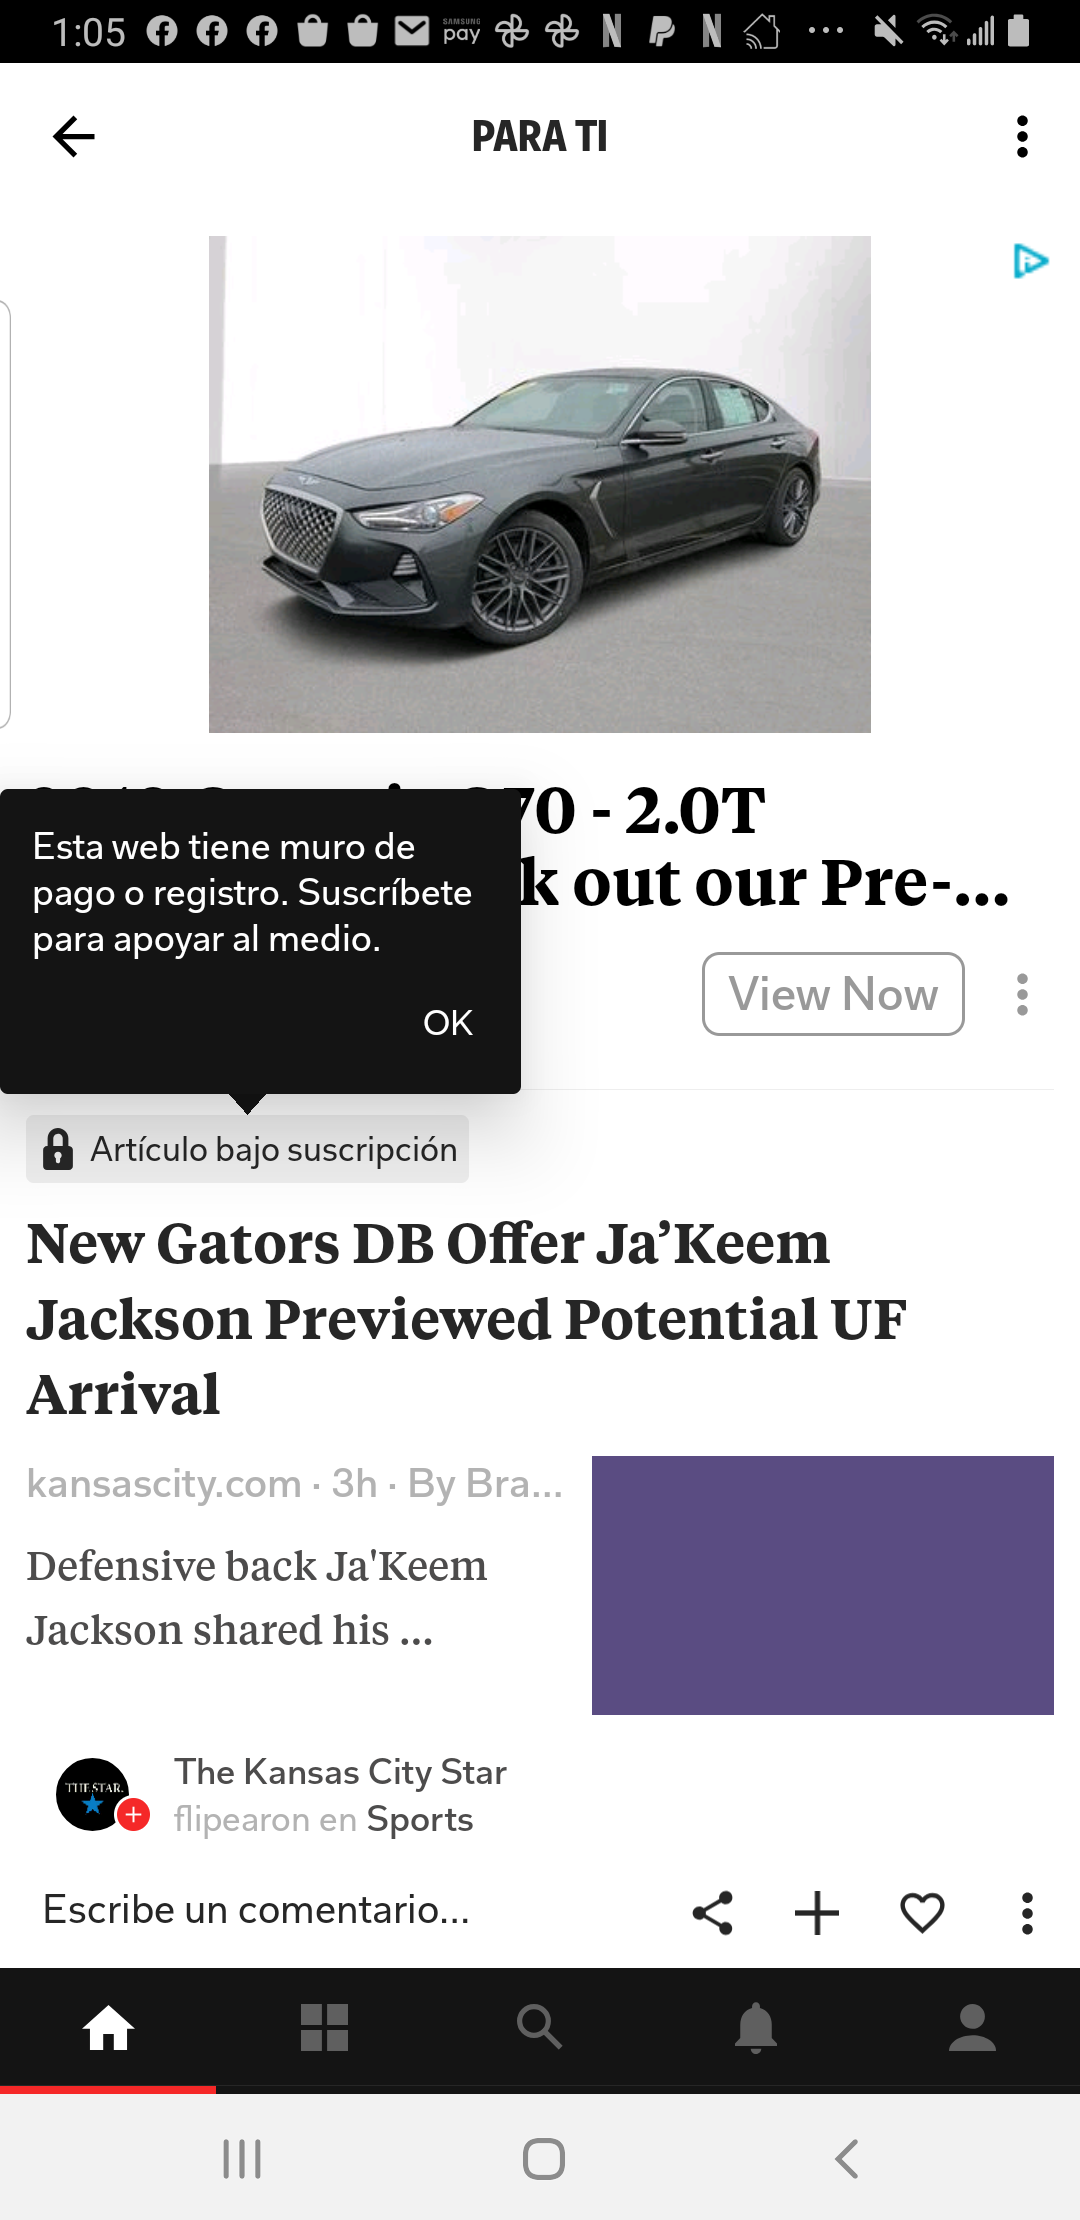 1:05
SAMSUNG
pay
PARA TI
70 - 2.0T
k out our Pre-...
Esta web tiene muro de
pago o registro. Suscríbete
para apoyar al medio.
OK
View Now
Artículo bajo suscripción
New Gators DB Offer Ja’Keem
Jackson Previewed Potential UF
Arrival
kansascity.com · 3h · By Bra...
Defensive back Ja'Keem
Jackson shared his ...
THE STAR.
The Kansas City Star
flipearon en Sports
Escribe un comentario...